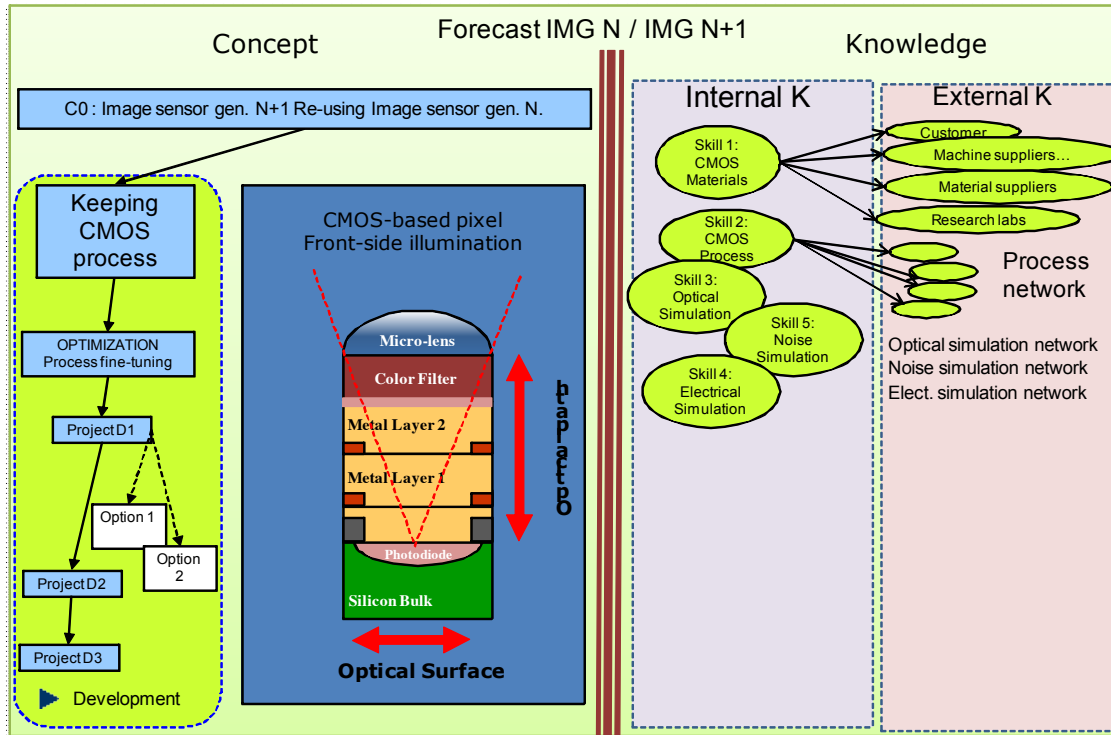 Forecast IMG N / IMG N+1
Concept
Knowledge
C0 : Image sensor gen. N+1 Re-using Image sensor gen. N.
Keeping
CMOS
process
OPTIMIZATION
Process fine-tuning
Project D1
Option 1
Option
2
Project D2
Project D3
Development
CMOS-based pixel
Front-side illumination
Micro-lens
Color Filter
Metal Layer 2
Metal Layer 1
Photodiode
Silicon Bulk
Optical path
Optical Surface
Internal K
Skill 1:
CMOS
Materials
Skill 2:
CMOS
Process
Skill 3:
Optical
Simulation
Skill 5:
Noise
Simulation
Skill 4:
Electrical
Simulation
External K
Customer
Machine suppliers…
Material suppliers
Research labs
Process
network
Optical simulation network
Noise simulation network
Elect. simulation network